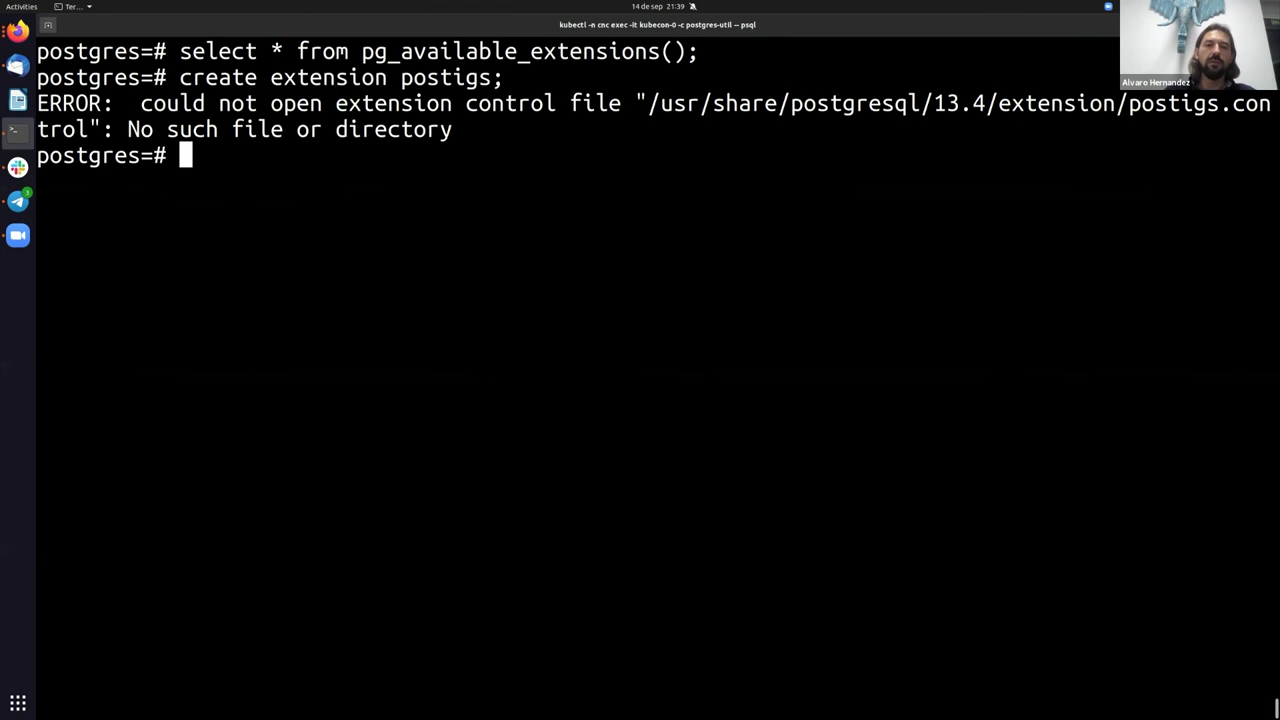 Activities
Ter...
14 de sep 21:39
kubectl -n cnc exec -it kubecon-0 -c postgres-util -- psql
postgres=# select * from pg_available_extensions();
postgres=# create extension postigs;
ERROR:  could not open extension control file "/usr/share/postgresql/13.4/extension/postigs.con
trol": No such file or directory
postgres=#
Alvaro Hernandez
3